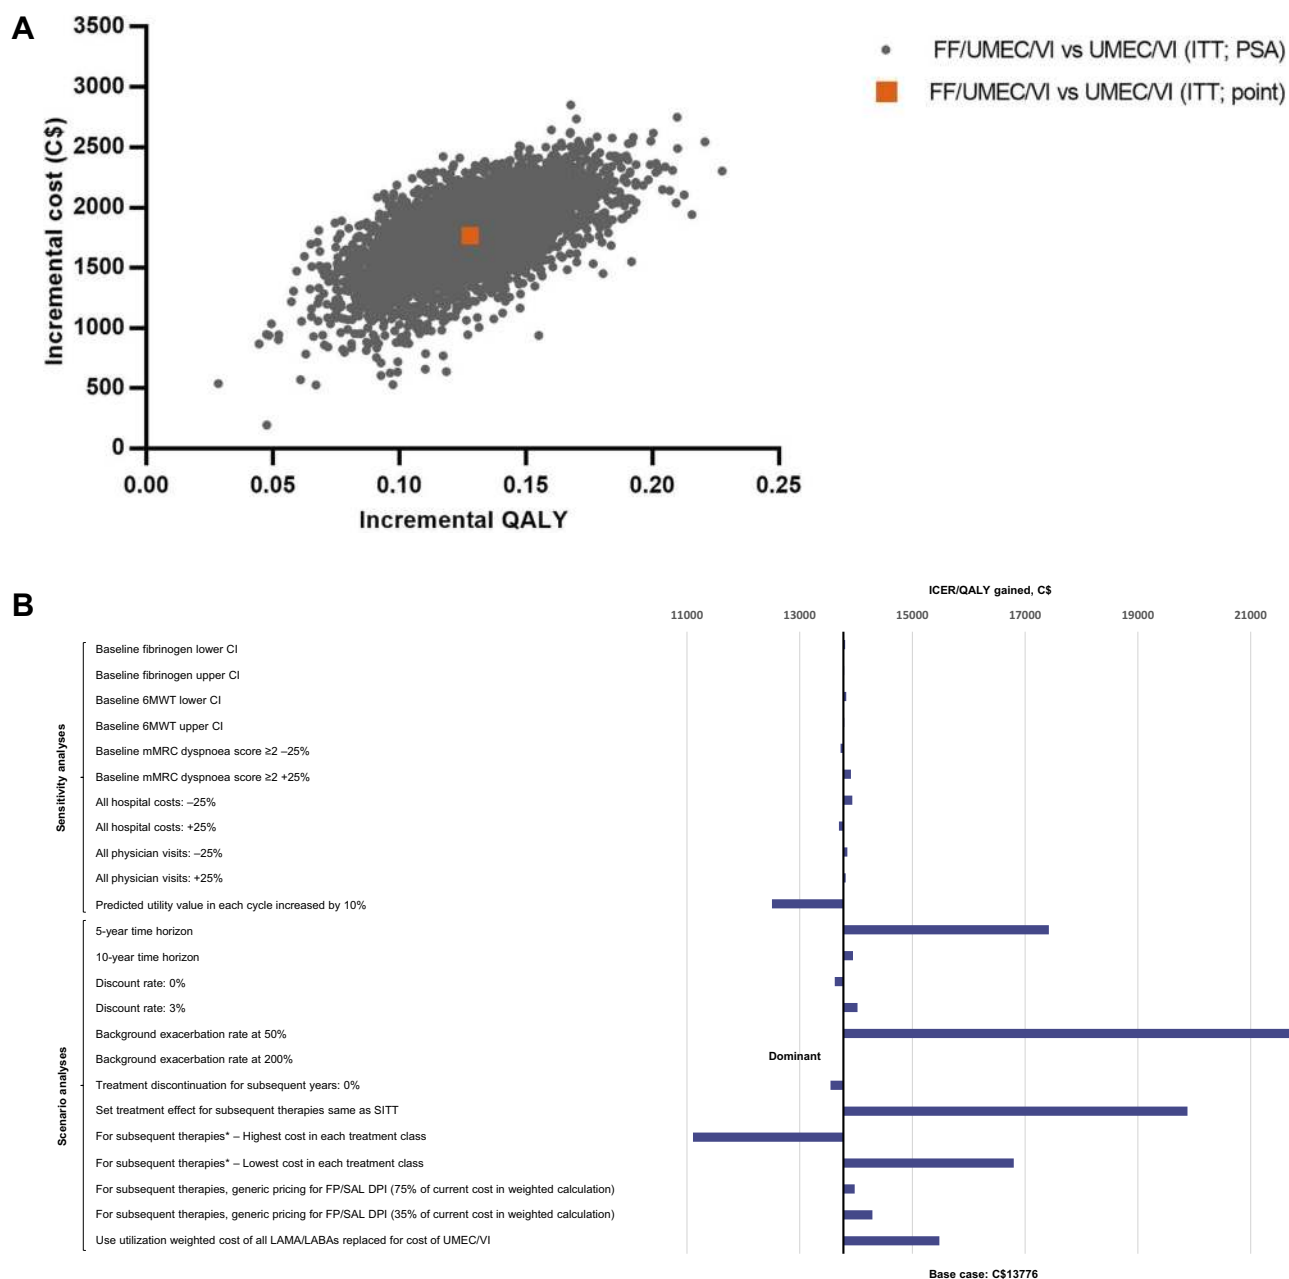 A
3500
3000
2500
2000
1500
1000
500
0
Incremental cost (C$)
0.00 0.05 0.10 0.15 0.20 0.25
Incremental QALY
FF/UMEC/VI vs UMEC/VI (ITT; PSA)
FF/UMEC/VI vs UMEC/VI (ITT; point)
B
ICER/QALY gained, C$
11000 13000 15000 17000 19000 21000
Sensitivity analyses
Baseline fibrinogen lower CI
Baseline fibrinogen upper CI
Baseline 6MWT lower CI
Baseline 6MWT upper CI
Baseline mMRC dyspnoea score ≥2 –25%
Baseline mMRC dyspnoea score ≥2 +25%
All hospital costs: –25%
All hospital costs: +25%
All physician visits: –25%
All physician visits: +25%
Predicted utility value in each cycle increased by 10%
Scenario analyses
5-year time horizon
10-year time horizon
Discount rate: 0%
Discount rate: 3%
Background exacerbation rate at 50%
Background exacerbation rate at 200% Dominant
Treatment discontinuation for subsequent years: 0%
Set treatment effect for subsequent therapies same as SITT
For subsequent therapies* – Highest cost in each treatment class
For subsequent therapies* – Lowest cost in each treatment class
For subsequent therapies, generic pricing for FP/SAL DPI (75% of current cost in weighted calculation)
For subsequent therapies, generic pricing for FP/SAL DPI (35% of current cost in weighted calculation)
Use utilization weighted cost of all LAMA/LABAs replaced for cost of UMEC/VI
Base case: C$13776